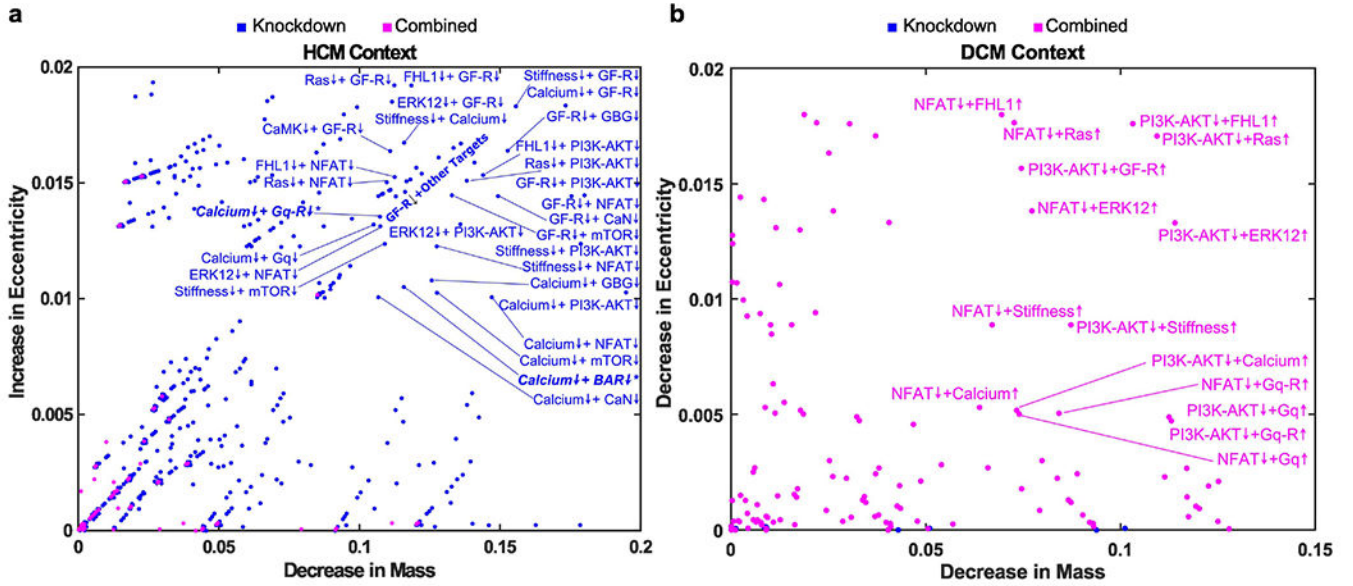 a
Knockdown Combined
HCM Context
0.02
0.015
0.01
0.005
0
Increase in Eccentricity
Ras↓+ GF-R↓
FHL1↓+ GF-R↓
Stiffness↓+ GF-R↓
Calcium↓+ GF-R↓
ERK12↓+ GF-R↓
Stiffness↓+ Calcium↓
GF-R↓+ GBG↓
CaMK↓+ GF-R↓
GF-R↓+Other Targets
FHL1↓+ PI3K-AKT↓
FHL1↓+ NFAT↓
Ras↓+ PI3K-AKT↓
Ras↓+ NFAT↓
GF-R↓+ PI3K-AKT↓
*Calcium↓+ Gq-R↓*
GF-R↓+ NFAT↓
GF-R↓+ CaN↓
ERK12↓+ PI3K-AKT↓
GF-R↓+ mTOR↓
Calcium↓+ Gq↓
Stiffness↓+ PI3K-AKT↓
ERK12↓+ NFAT↓
Stiffness↓+ NFAT↓
Stiffness↓+ mTOR↓
Calcium↓+ GBG↓
Calcium↓+ PI3K-AKT↓
Calcium↓+ NFAT↓
Calcium↓+ mTOR↓
Calcium↓+ BAR↓*
Calcium↓+ CaN↓
0 0.05 0.1 0.15 0.2
Decrease in Mass
b
Knockdown Combined
DCM Context
0.02
0.015
0.01
0.005
0
Decrease in Eccentricity
NFAT↓+FHL1↑
PI3K-AKT↓+FHL1↑
NFAT↓+Ras↑
PI3K-AKT↓+Ras↑
PI3K-AKT↓+GF-R↑
NFAT↓+ERK12↑
PI3K-AKT↓+ERK12↑
NFAT↓+Stiffness↑
PI3K-AKT↓+Stiffness↑
PI3K-AKT↓+Calcium↑
NFAT↓+Calcium↑
NFAT↓+Gq-R↑
PI3K-AKT↓+Gq↑
PI3K-AKT↓+Gq-R↑
NFAT↓+Gq↑
0 0.05 0.1 0.15
Decrease in Mass